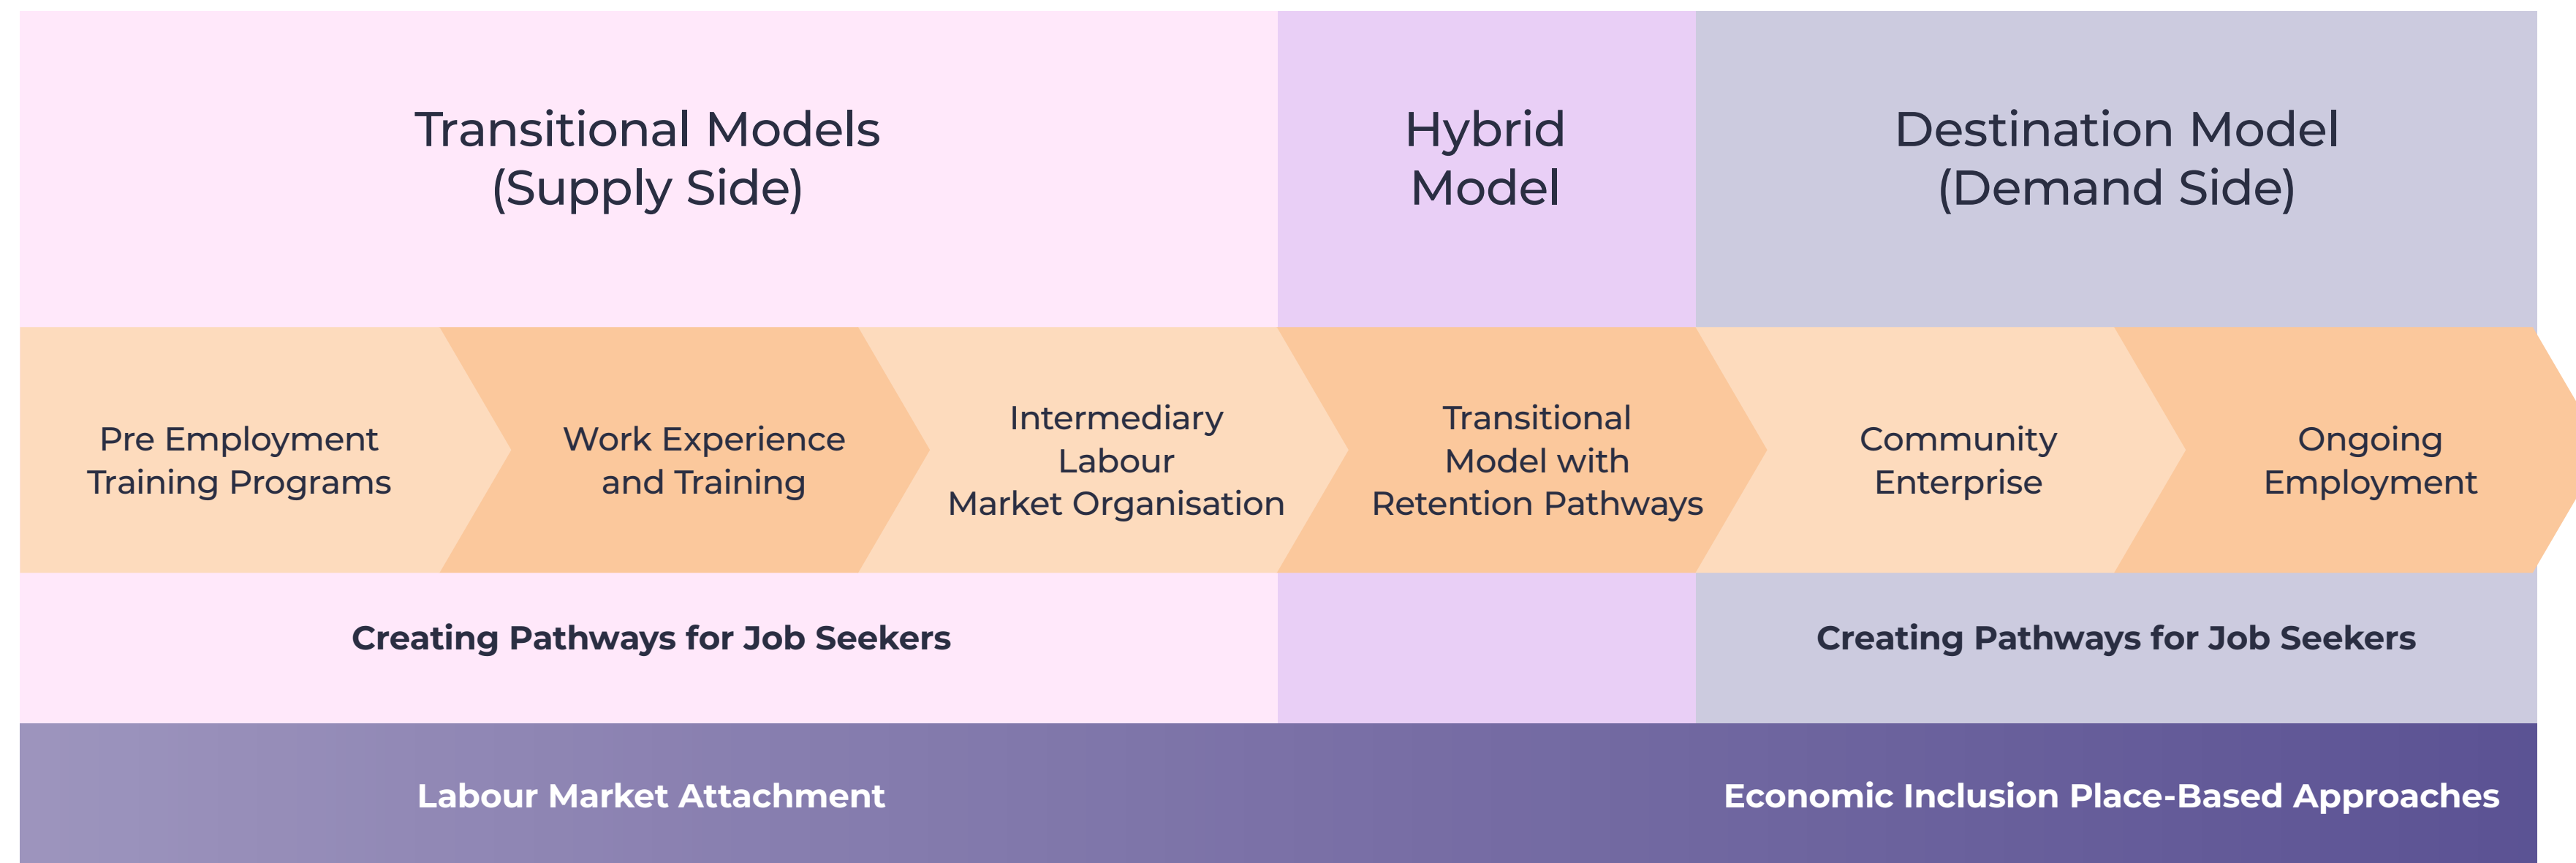 Transitional Models
(Supply Side)
Hybrid
Model
Destination Model
(Demand Side)
Pre Employment
Training Programs
Work Experience
and Training
Intermediary
Labour
Market Organisation
Transitional
Model with
Retention Pathways
Community
Enterprise
Ongoing
Employment
Creating Pathways for Job Seekers
Creating Pathways for Job Seekers
Labour Market Attachment
Economic Inclusion Place-Based Approaches